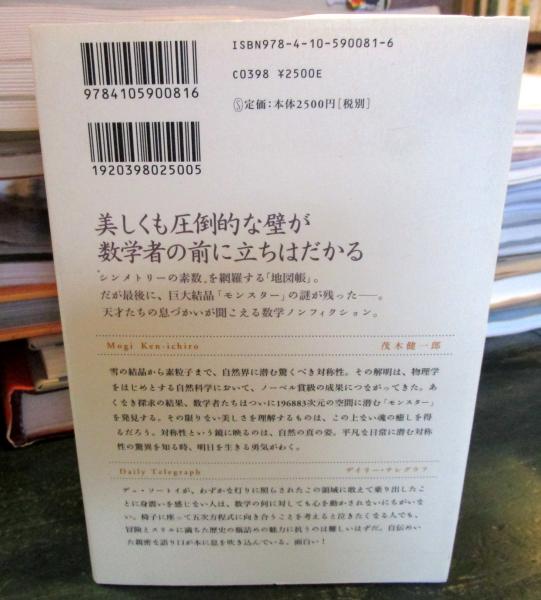 ISBN978-4-10-590081-6
C0398 ¥2500E
9784105900816
Ⓢ定価:本体2500円[税別]
1920398025005
美しくも圧倒的な壁が
数学者の前に立ちはだかる
“シンメトリーの素数”を網羅する「地図帳」。
だが最後に、巨大結晶「モンスター」の謎が残った──。
天才たちの息づかいが聞こえる数学ノンフィクション。
Mogi Ken-ichiro 茂木健一郎
雪の結晶から素粒子まで、自然界に潜む驚くべき対称性。その解明は、物理学
をはじめとする自然科学において、ノーベル賞級の成果につながってきた。あ
くなき探求の結果、数学者たちはついに196883次元の空間に潜む「モンスター」
を発見する。その限りない美しさを理解するものは、この上ない魂の癒しを得
るだろう。対称性という鏡に映るのは、自然の真の姿。平凡な日常に潜む対称
性の驚異を知る時、明日を生きる勇気がわく。
Daily Telegraph デイリー・テレグラフ
デュ・ソートイが、わずかな灯りに照らされたこの領域に敢えて乗り出したこ
とに身震いを感じない人は、数学の何に対しても心を動かされないにちがいな
い。椅子に座って五次方程式に向き合うことを考えると泣きたくなる人でも、
冒険とスリルに満ちた歴史の瓶詰めの魅力に抗うのは難しいはずだ。自伝めい
た親密な語り口が本に息を吹き込んでいる。面白い!